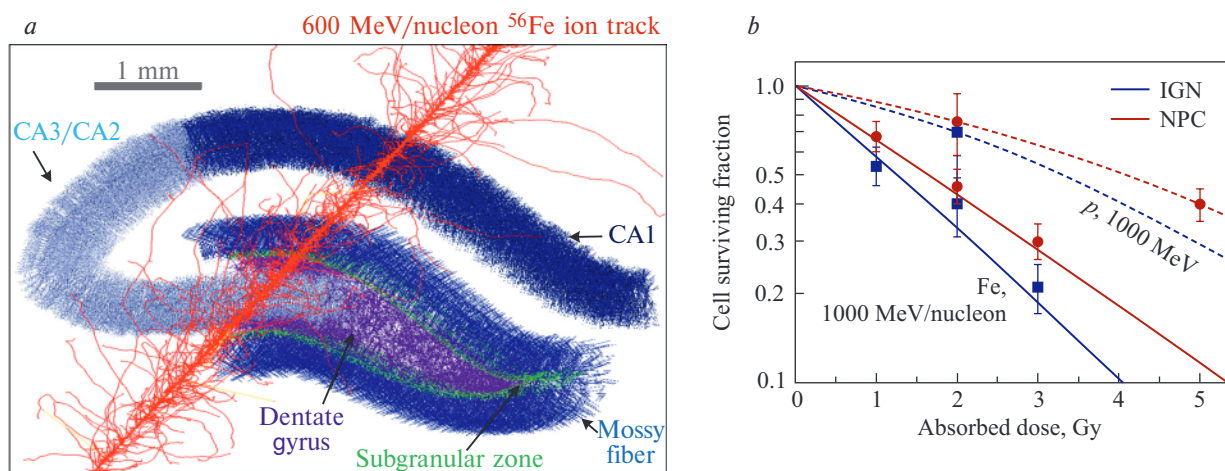 a
600 MeV/nucleon ⁵⁶Fe ion track
1 mm
CA3/CA2
CA1
Dentate
gyrus
Subgranular zone
Mossy
fiber
b
Cell surviving fraction
1.0
0.5
0.4
0.3
0.2
0.1
IGN
NPC
p, 1000 MeV
Fe,
1000 MeV/nucleon
0 1 2 3 4 5
Absorbed dose, Gy